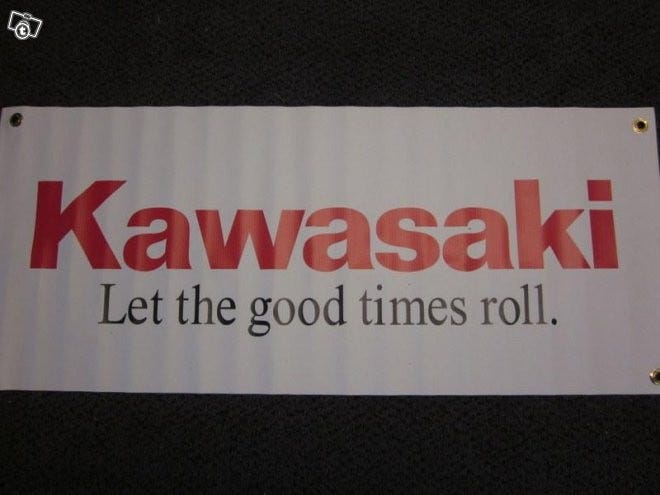 Kawasaki
Let the good times roll.